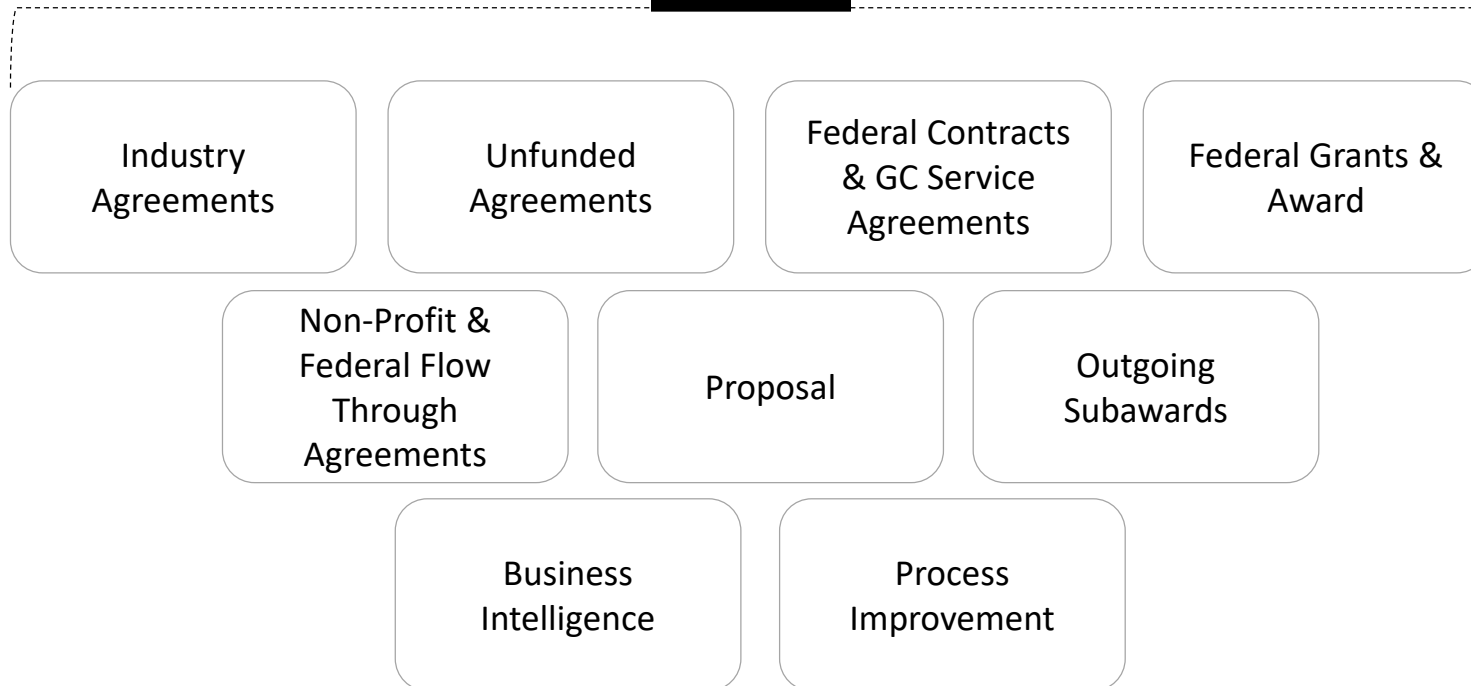 Industry
Agreements
Unfunded
Agreements
Federal Contracts
& GC Service
Agreements
Federal Grants &
Award
Non-Profit &
Federal Flow
Through
Agreements
Proposal
Outgoing
Subawards
Business
Intelligence
Process
Improvement